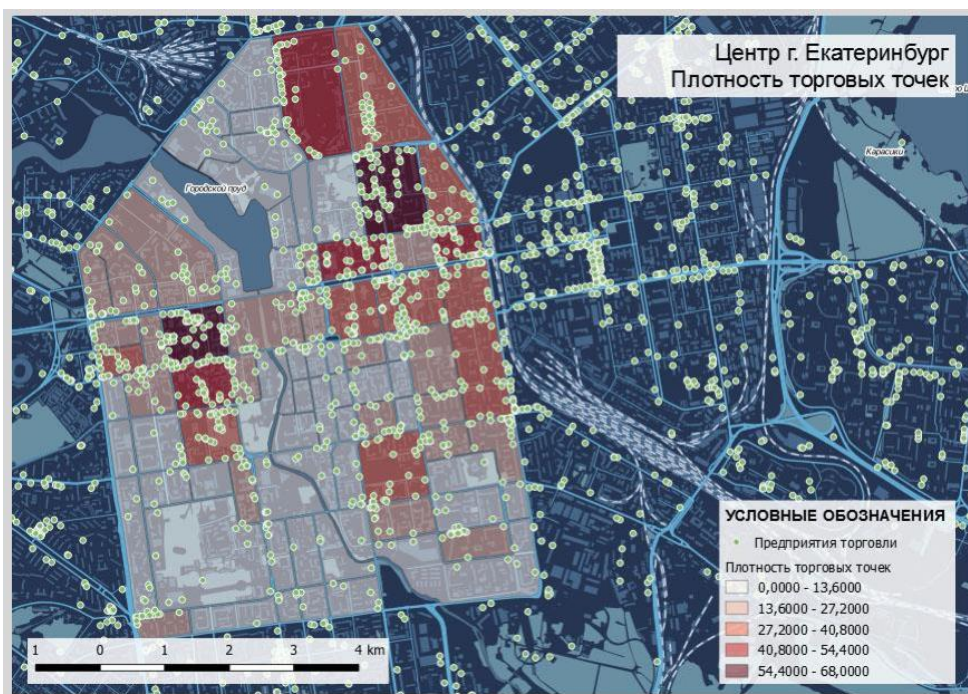 Центр г. Екатеринбург
Плотность торговых точек
Карасики
Городской пруд
УСЛОВНЫЕ ОБОЗНАЧЕНИЯ
Предприятия торговли
Плотность торговых точек
0,0000 - 13,6000
13,6000 - 27,2000
27,2000 - 40,8000
40,8000 - 54,4000
54,4000 - 68,0000
1 0 1 2 3 4 km